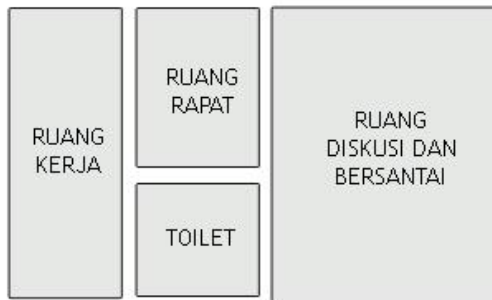 RUANG
KERJA
RUANG
RAPAT
TOILET
RUANG
DISKUSI DAN
BERSANTAI